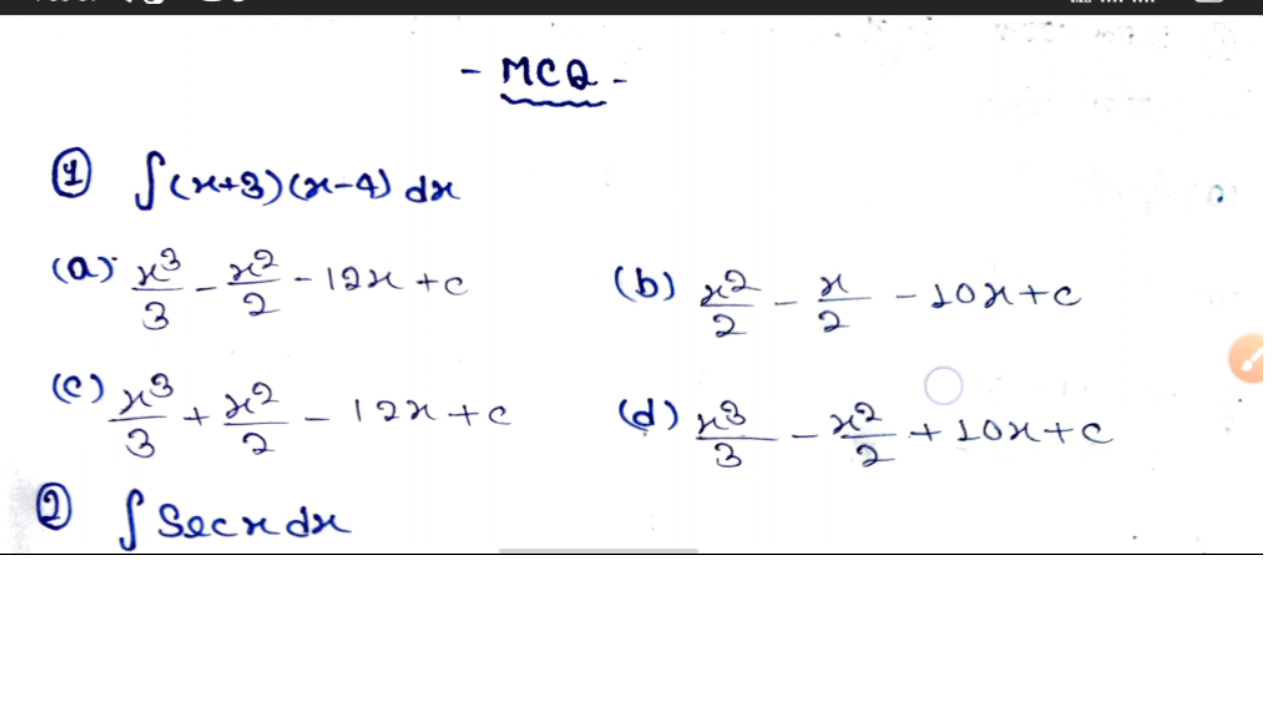 - MCQ -
① ∫(x+3)(x-4) dx
(a) x³/3 - x²/2 - 12x + c
(b) x²/2 - x/2 - 10x + c
(c) x³/3 + x²/2 - 12x + c
(d) x³/3 - x²/2 + 10x + c
② ∫ Sec x dx